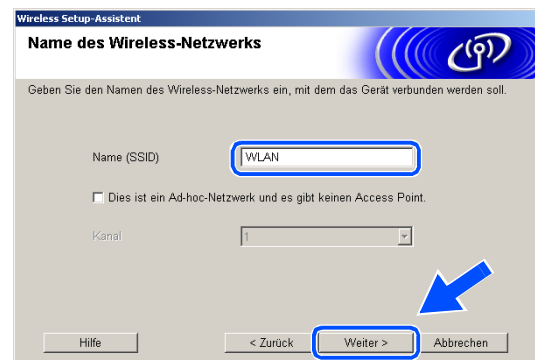 Wireless Setup-Assistent
Name des Wireless-Netzwerks
Geben Sie den Namen des Wireless-Netzwerks ein, mit dem das Gerät verbunden werden soll.
Name (SSID) WLAN
Dies ist ein Ad-hoc-Netzwerk und es gibt keinen Access Point.
Kanal 1
Hilfe < Zurück Weiter > Abbrechen